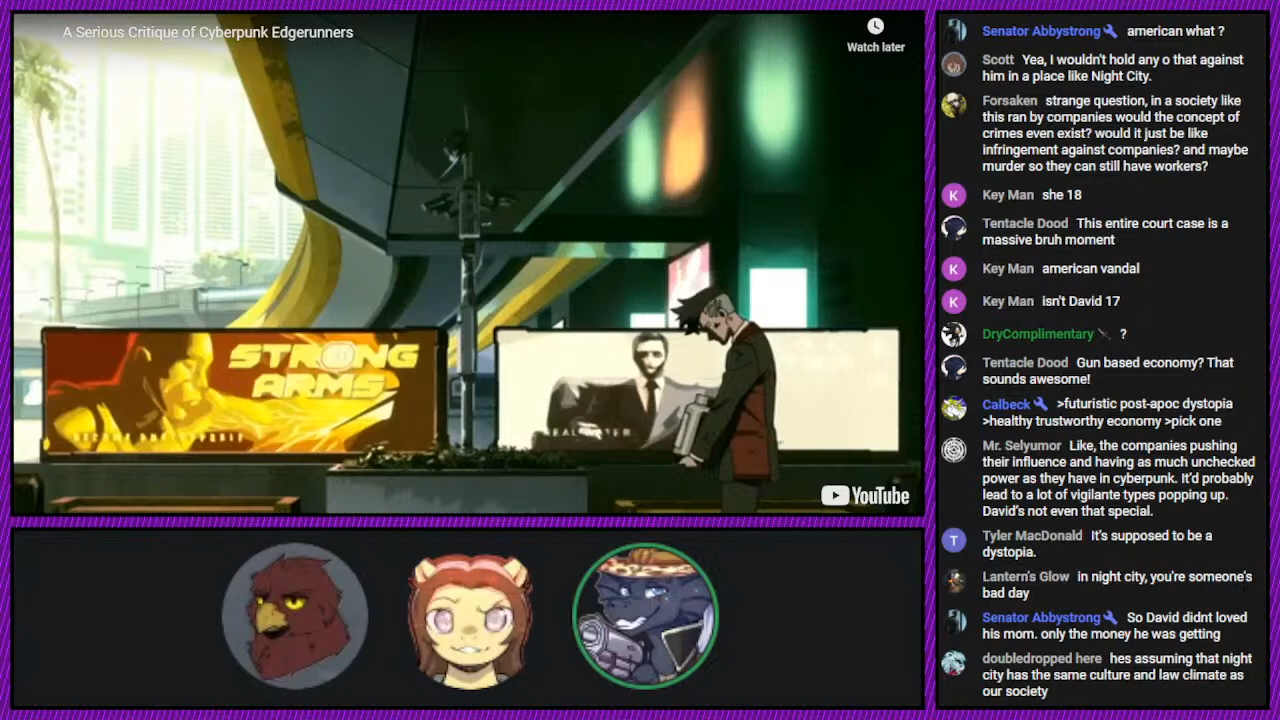 A Serious Critique of Cyberpunk Edgerunners
Watch later
STRONG
ARMS
YouTube
Senator Abbystrong american what ?
Scott Yea, I wouldn't hold any o that against
him in a place like Night City.
Forsaken strange question, in a society like
this ran by companies would the concept of
crimes even exist? would it just be like
infringement against companies? and maybe
murder so they can still have workers?
K Key Man she 18
Tentacle Dood This entire court case is a
massive bruh moment
K Key Man american vandal
K Key Man isn't David 17
DryComplimentary ?
Tentacle Dood Gun based economy? That
sounds awesome!
Calbeck >futuristic post-apoc dystopia
>healthy trustworthy economy >pick one
Mr. Selyumor Like, the companies pushing
their influence and having as much unchecked
power as they have in cyberpunk. It'd probably
lead to a lot of vigilante types popping up.
David's not even that special.
T Tyler MacDonald It's supposed to be a
dystopia.
Lantern's Glow in night city, you're someone's
bad day
Senator Abbystrong So David didnt loved
his mom. only the money he was getting
doubledropped here hes assuming that night
city has the same culture and law climate as
our society